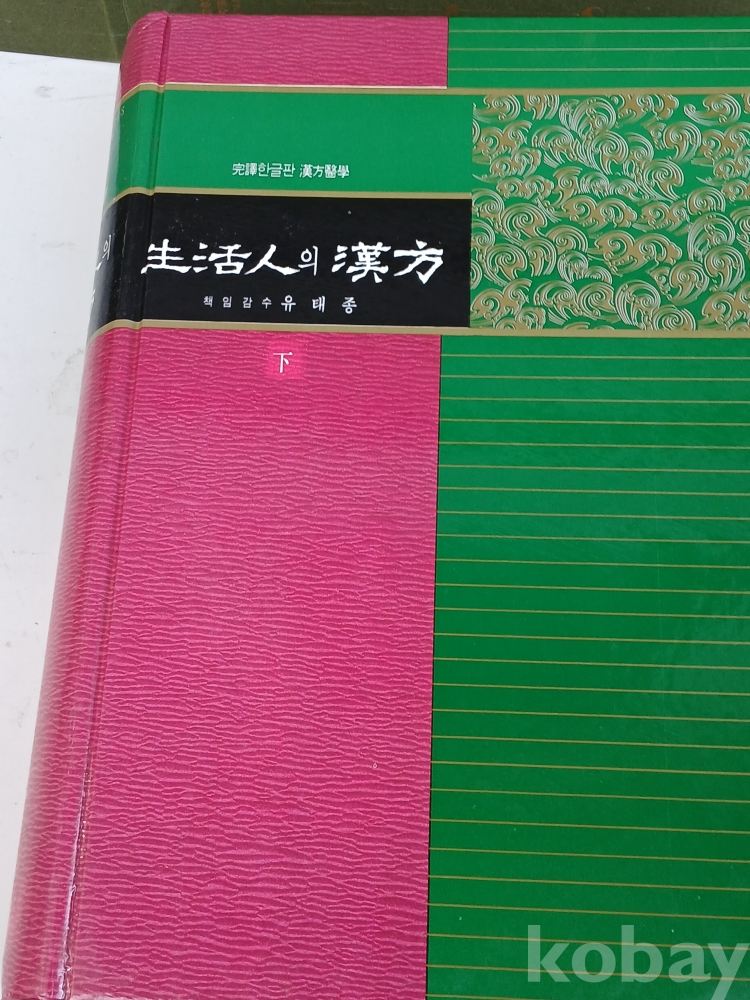 完譯한글판 漢方醫學
生活人의 漢方
책임감수 유태종
下
kobay